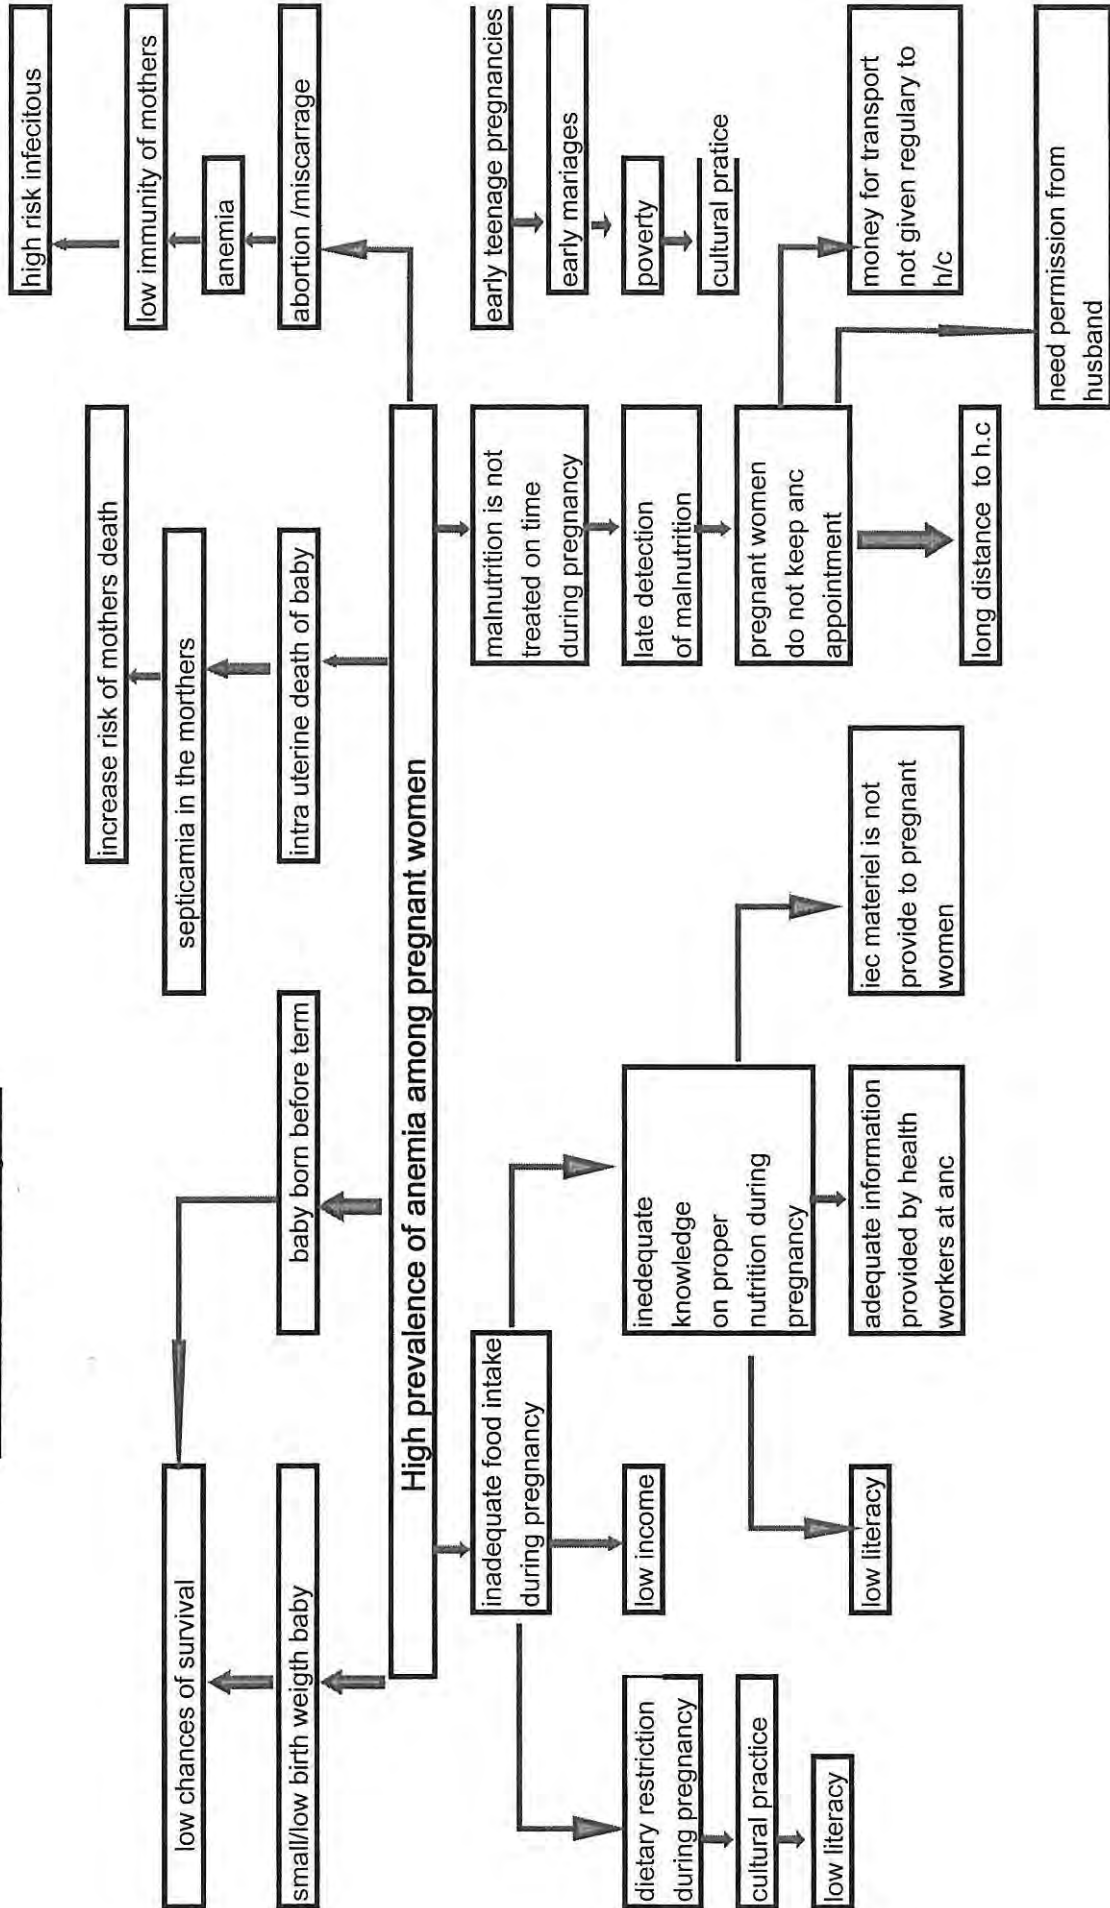 low chances of survival
small/low birth weigth baby
baby born before term
increase risk of mothers death
septicamia in the morthers
intra uterine death of baby
high risk infecitous
low immunity of mothers
anemia
abortion /miscarrage
High prevalence of anemia among pregnant women
inadequate food intake
during pregnancy
dietary restriction
during pregnancy
cultural practice
low literacy
low income
inedequate
knowledge
on proper
nutrition during
pregnancy
low literacy
adequate information
provided by health
workers at anc
iec materiel is not
provide to pregnant
women
malnutrition is not
treated on time
during pregnancy
late detection
of malnutrition
pregnant women
do not keep anc
appointment
long distance to h.c
early teenage pregnancies
early mariages
poverty
cultural pratice
money for transport
not given regulary to
h/c
need permission from
husband